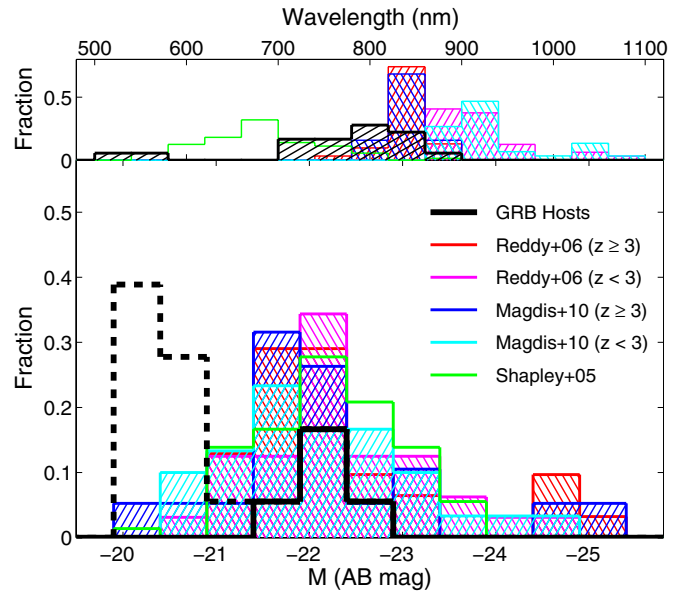 Wavelength (nm)
500 600 700 800 900 1000 1100
Fraction
0.5
0
Fraction
0.5
0.4
0.3
0.2
0.1
0
GRB Hosts
Reddy+06 (z ≥ 3)
Reddy+06 (z < 3)
Magdis+10 (z ≥ 3)
Magdis+10 (z < 3)
Shapley+05
−20 −21 −22 −23 −24 −25
M (AB mag)